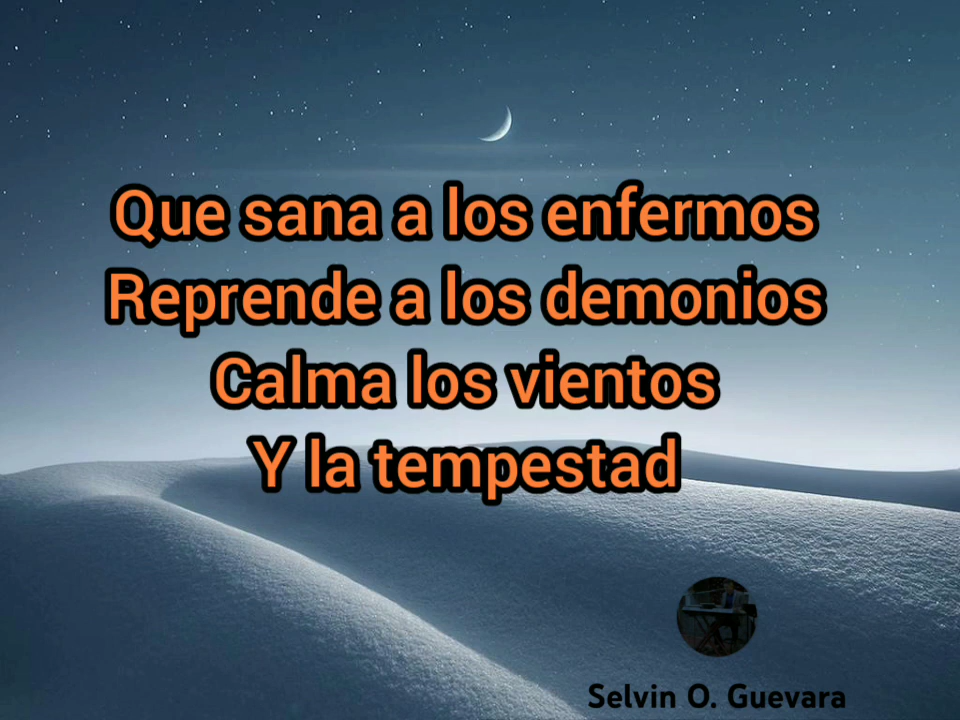 Que sana a los enfermos
Reprende a los demonios
Calma los vientos
Y la tempestad
Selvin O. Guevara